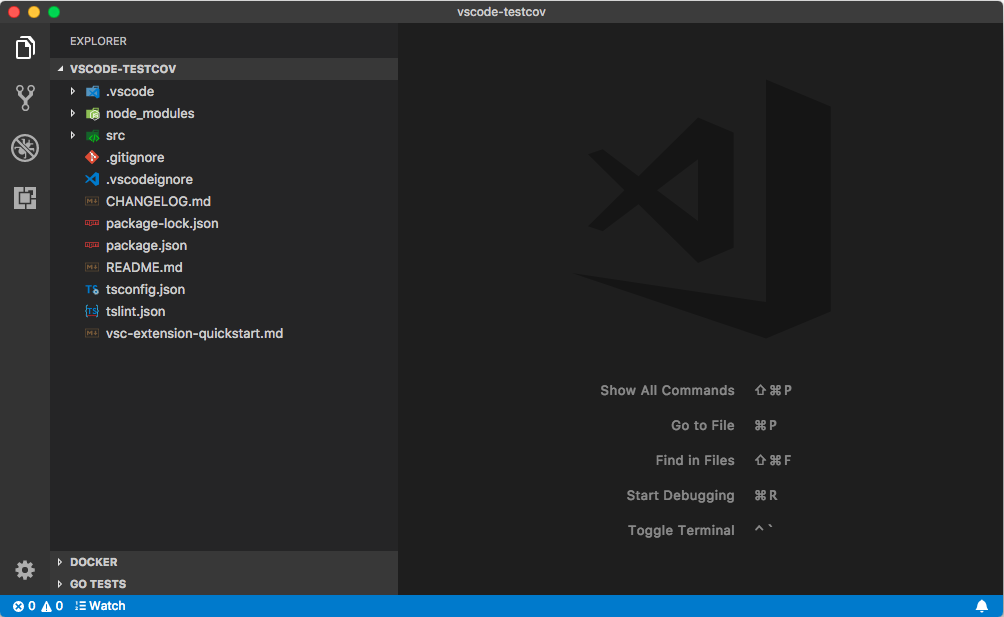 vscode-testcov
EXPLORER
VSCODE-TESTCOV
.vscode
node_modules
src
.gitignore
.vscodeignore
CHANGELOG.md
package-lock.json
package.json
README.md
tsconfig.json
tslint.json
vsc-extension-quickstart.md
Show All Commands ⇧⌘P
Go to File ⌘P
Find in Files ⇧⌘F
Start Debugging ⌘R
Toggle Terminal ^`
DOCKER
GO TESTS
0 0 Watch